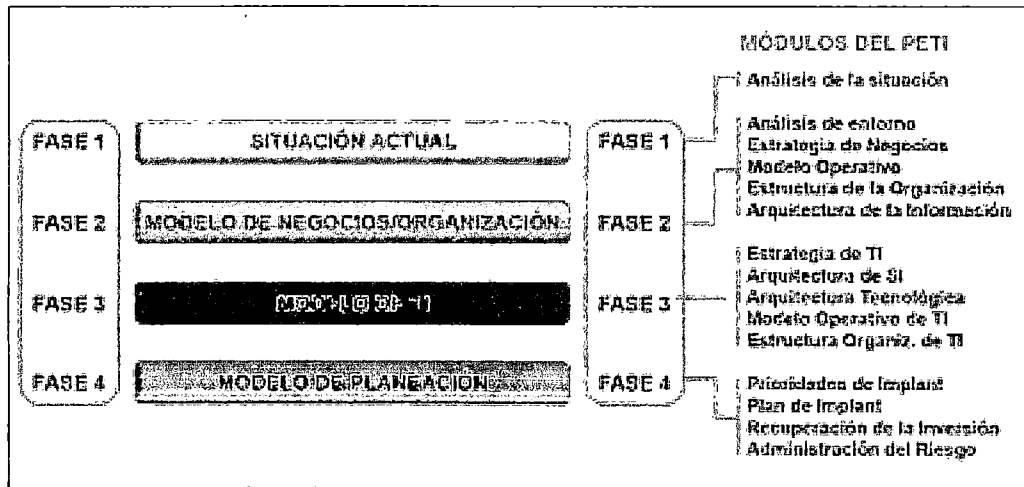 MÓDULOS DEL PETI
Análisis de la situación
FASE 1 SITUACIÓN ACTUAL FASE 1
Análisis de entorno
Estrategia de Negocios
Modelo Operativo
Estructura de la Organización
Arquitectura de la Información
FASE 2 MODELO DE NEGOCIOS/ORGANIZACIÓN FASE 2
Estrategia de TI
Arquitectura de SI
Arquitectura Tecnológica
Modelo Operativo de TI
Estructura Organiz. de TI
FASE 3 MODELO DE TI FASE 3
FASE 4 MODELO DE PLANEACION FASE 4
Prioridades de Implant
Plan de Implant
Recuperación de la Inversión
Administración del Riesgo